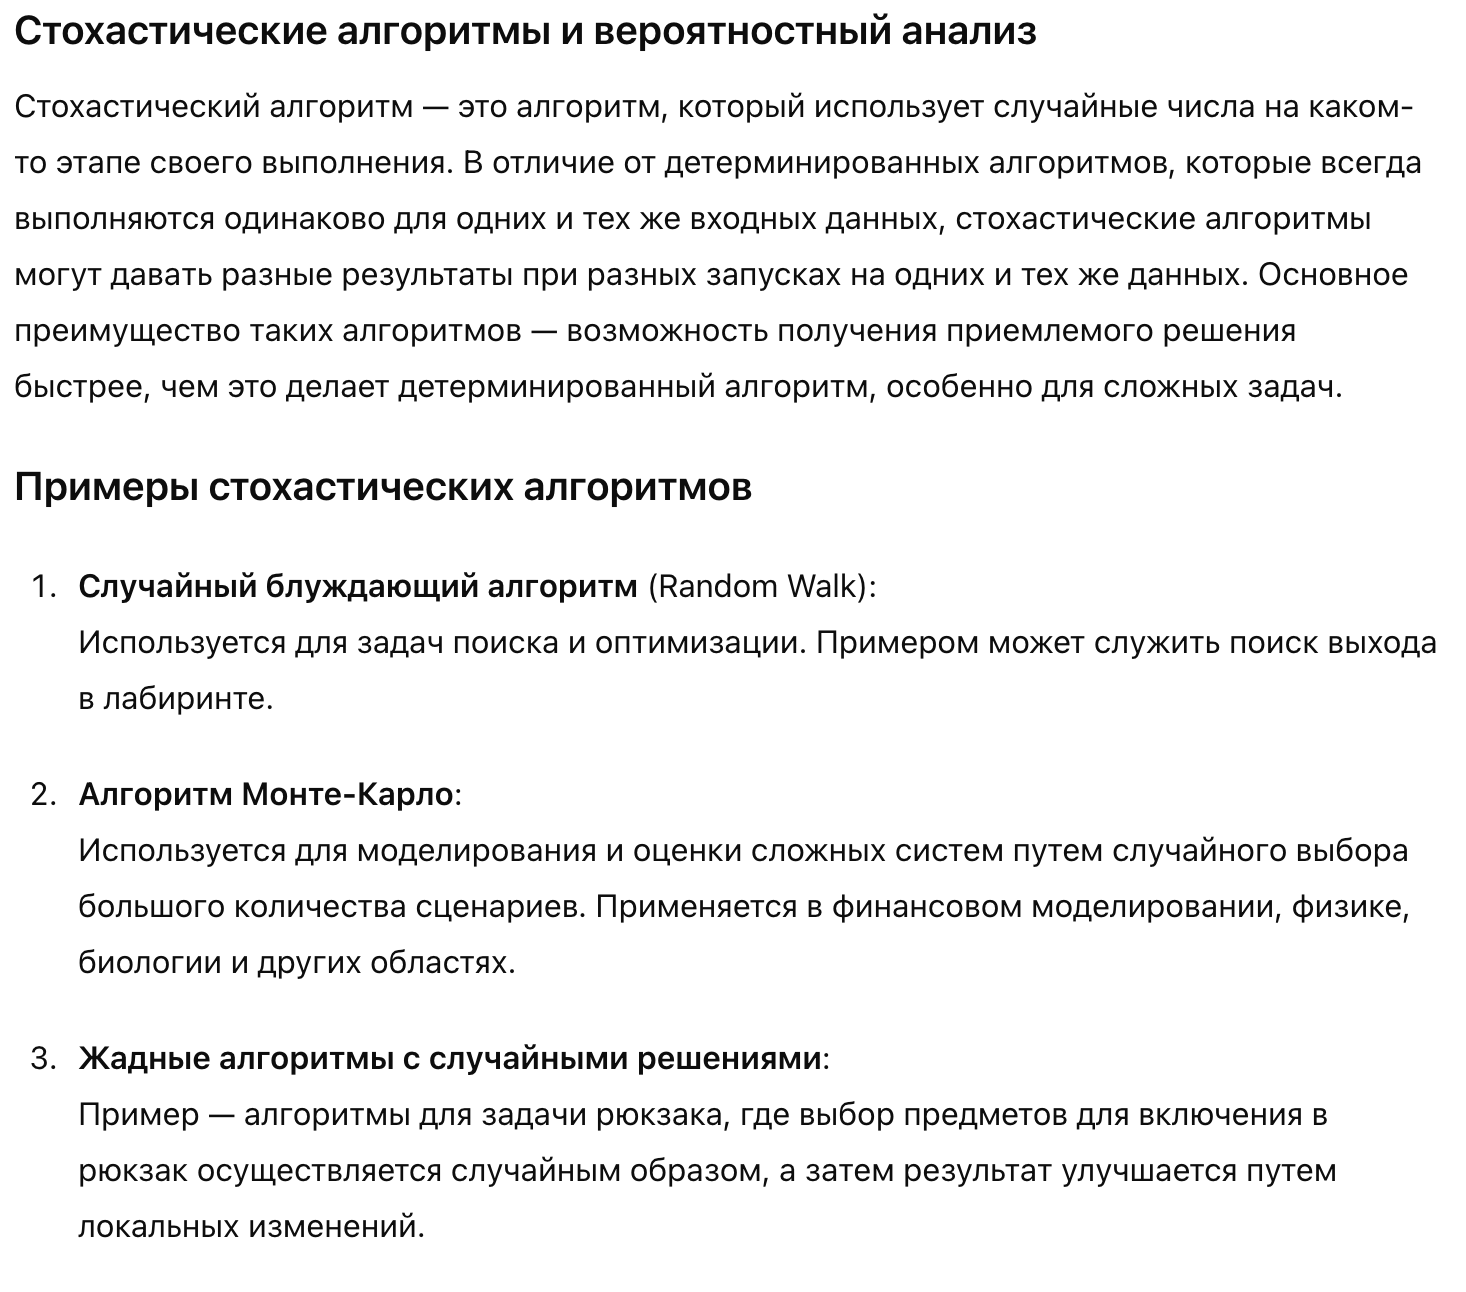 Стохастические алгоритмы и вероятностный анализ
Стохастический алгоритм — это алгоритм, который использует случайные числа на каком-
то этапе своего выполнения. В отличие от детерминированных алгоритмов, которые всегда
выполняются одинаково для одних и тех же входных данных, стохастические алгоритмы
могут давать разные результаты при разных запусках на одних и тех же данных. Основное
преимущество таких алгоритмов — возможность получения приемлемого решения
быстрее, чем это делает детерминированный алгоритм, особенно для сложных задач.
Примеры стохастических алгоритмов
1. Случайный блуждающий алгоритм (Random Walk):
Используется для задач поиска и оптимизации. Примером может служить поиск выхода
в лабиринте.
2. Алгоритм Монте-Карло:
Используется для моделирования и оценки сложных систем путем случайного выбора
большого количества сценариев. Применяется в финансовом моделировании, физике,
биологии и других областях.
3. Жадные алгоритмы с случайными решениями:
Пример — алгоритмы для задачи рюкзака, где выбор предметов для включения в
рюкзак осуществляется случайным образом, а затем результат улучшается путем
локальных изменений.